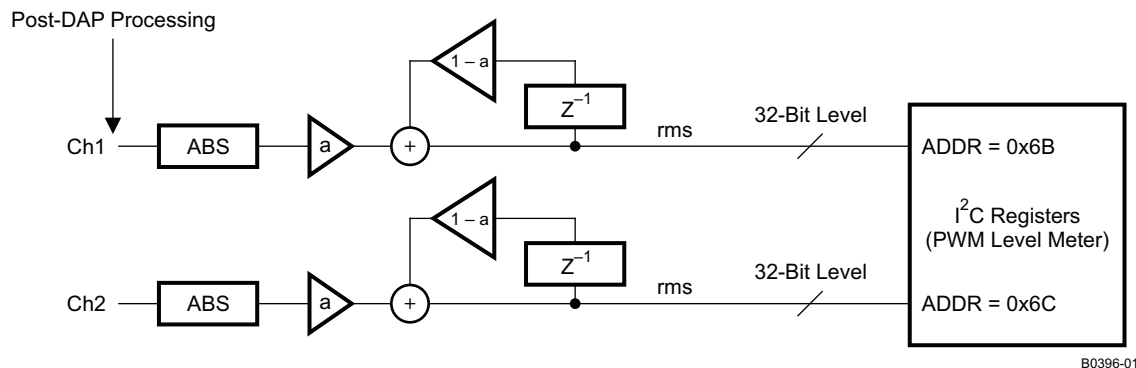 Post-DAP Processing
1 – a
Z⁻¹
rms
32-Bit Level
Ch1
ABS
a
+
ADDR = 0x6B
I²C Registers
(PWM Level Meter)
1 – a
Z⁻¹
rms
32-Bit Level
Ch2
ABS
a
+
ADDR = 0x6C
B0396-01